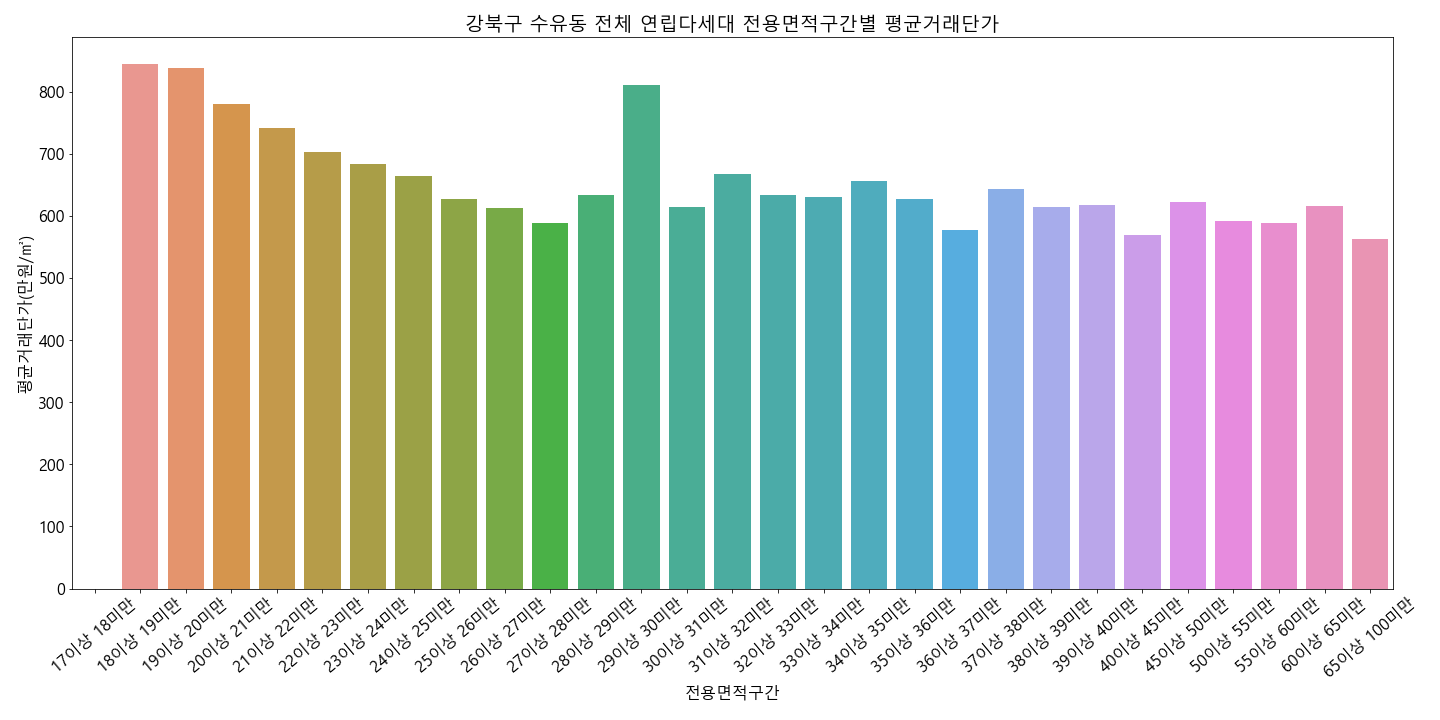 강북구 수유동 전체 연립다세대 전용면적구간별 평균거래단가
평균거래단가(만원/㎡)
800
700
600
500
400
300
200
100
0
17이상 18미만
18이상 19미만
19이상 20미만
20이상 21미만
21이상 22미만
22이상 23미만
23이상 24미만
24이상 25미만
25이상 26미만
26이상 27미만
27이상 28미만
28이상 29미만
29이상 30미만
30이상 31미만
31이상 32미만
32이상 33미만
33이상 34미만
34이상 35미만
35이상 36미만
36이상 37미만
37이상 38미만
38이상 39미만
39이상 40미만
40이상 45미만
45이상 50미만
50이상 55미만
55이상 60미만
60이상 65미만
65이상 100미만
전용면적구간